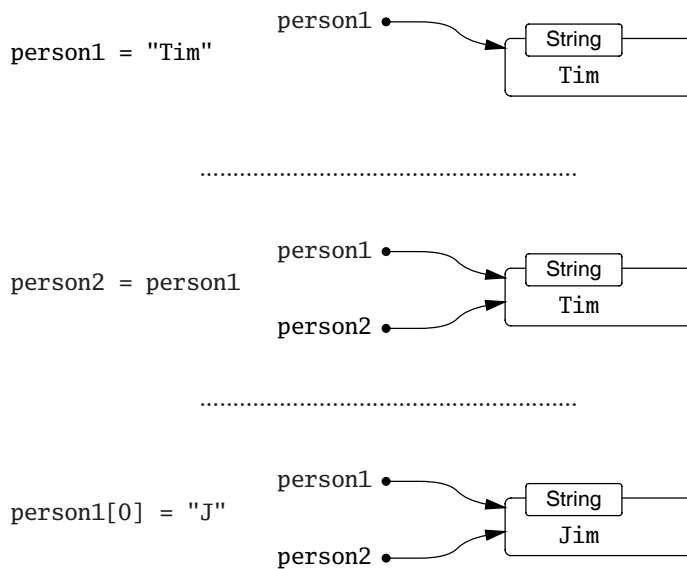 person1
person1 = "Tim"
String
Tim
person1
person2 = person1
String
Tim
person2
person1
person1[0] = "J"
String
Jim
person2